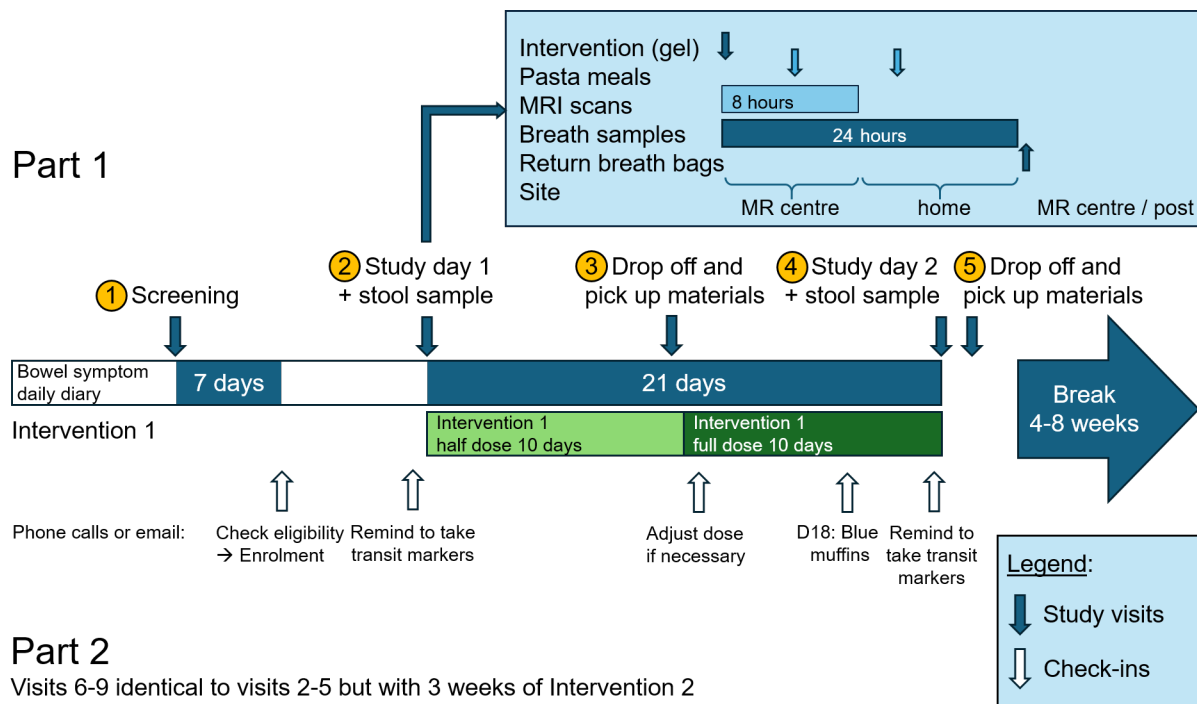 Intervention (gel)
Pasta meals
MRI scans
Breath samples
Return breath bags
Site
8 hours
24 hours
MR centre
home
MR centre / post
Part 1
1 Screening
2 Study day 1
+ stool sample
3 Drop off and
pick up materials
4 Study day 2
+ stool sample
5 Drop off and
pick up materials
Bowel symptom
daily diary
7 days
21 days
Break
4-8 weeks
Intervention 1
Intervention 1
half dose 10 days
Intervention 1
full dose 10 days
Phone calls or email:
Check eligibility
→ Enrolment
Remind to take
transit markers
Adjust dose
if necessary
D18: Blue
muffins
Remind to
take transit
markers
Legend:
Study visits
Check-ins
Part 2
Visits 6-9 identical to visits 2-5 but with 3 weeks of Intervention 2